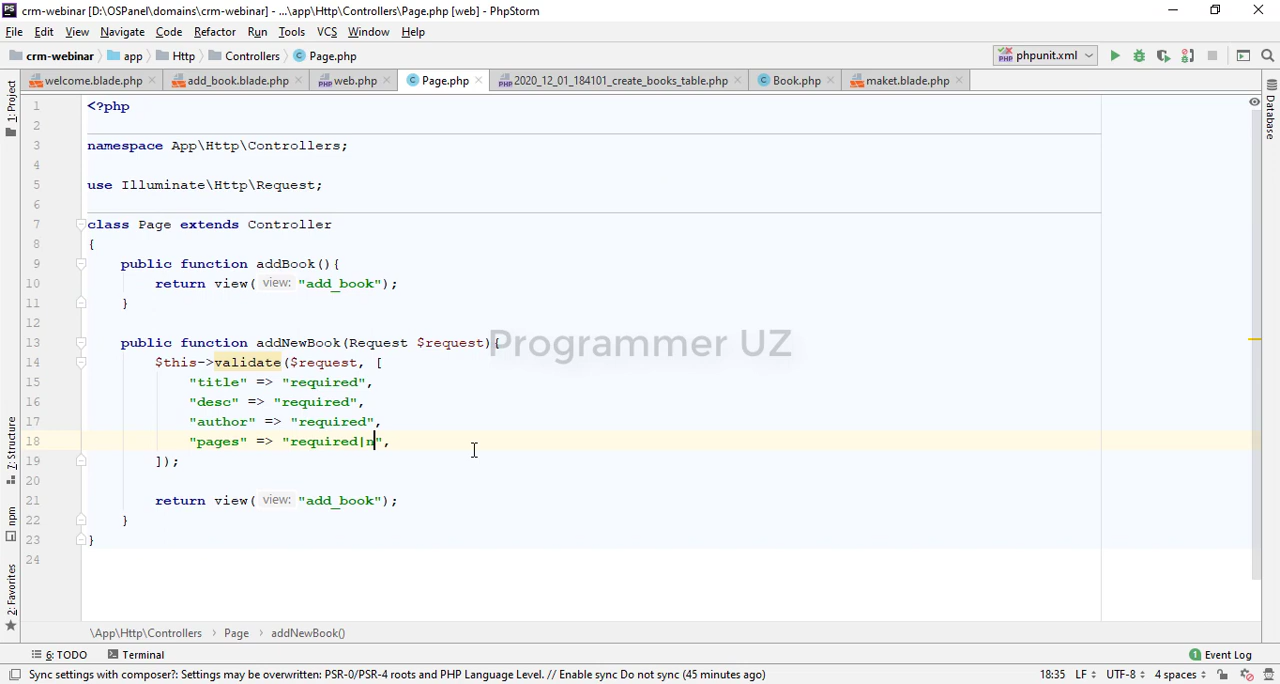 crm-webinar [D:\OSPanel\domains\crm-webinar] - ...\app\Http\Controllers\Page.php [web] - PhpStorm
File Edit View Navigate Code Refactor Run Tools VCS Window Help
crm-webinar app Http Controllers Page.php phpunit.xml
welcome.blade.php add_book.blade.php web.php Page.php 2020_12_01_184101_create_books_table.php Book.php maket.blade.php
1: Project
Database
1 <?php
2
3 namespace App\Http\Controllers;
4
5 use Illuminate\Http\Request;
6
7 class Page extends Controller
8 {
9 public function addBook(){
10 return view( view: "add_book");
11 }
12
13 public function addNewBook(Request $request){
Programmer UZ
14 $this->validate($request, [
15 "title" => "required",
16 "desc" => "required",
17 "author" => "required",
18 "pages" => "required|n",
19 ]);
20
21 return view( view: "add_book");
22 }
23 }
24
Z: Structure
npm
2: Favorites
\App\Http\Controllers Page addNewBook()
6: TODO Terminal 1 Event Log
Sync settings with composer?: Settings may be overwritten: PSR-0/PSR-4 roots and PHP Language Level. // Enable sync Do not sync (45 minutes ago) 18:35 LF UTF-8 4 spaces